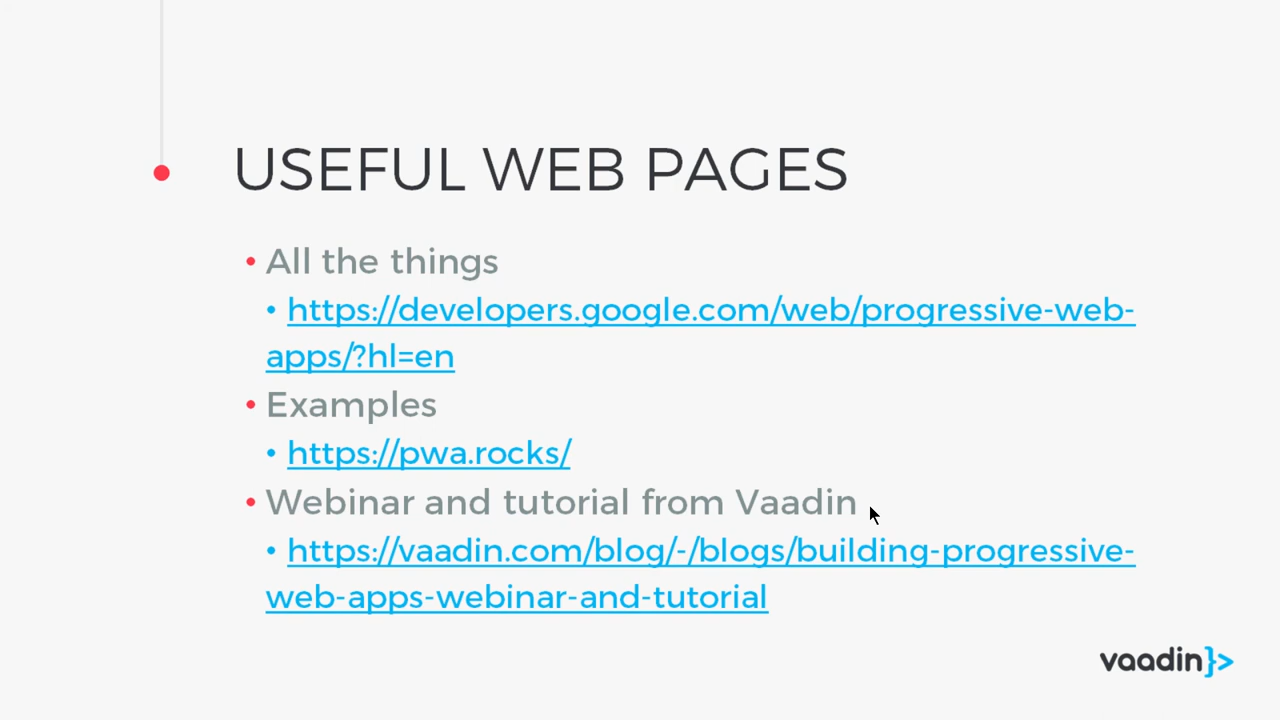 USEFUL WEB PAGES
• All the things
• https://developers.google.com/web/progressive-web-
apps/?hl=en
• Examples
• https://pwa.rocks/
• Webinar and tutorial from Vaadin
• https://vaadin.com/blog/-/blogs/building-progressive-
web-apps-webinar-and-tutorial
vaadin}>